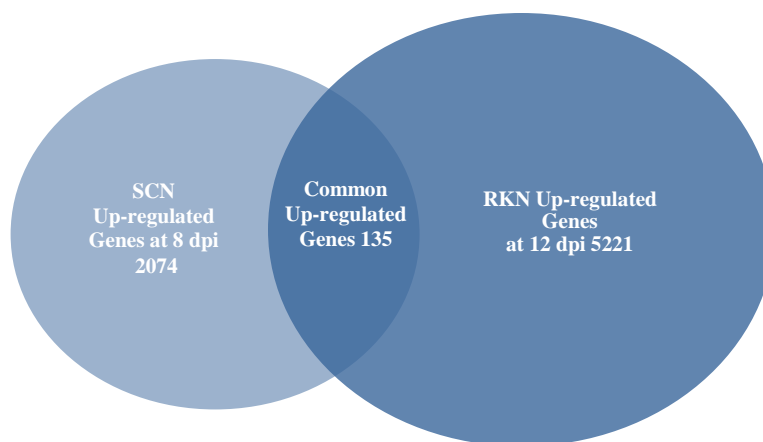 SCN
Up-regulated
Genes at 8 dpi
2074
Common
Up-regulated
Genes 135
RKN Up-regulated
Genes
at 12 dpi 5221